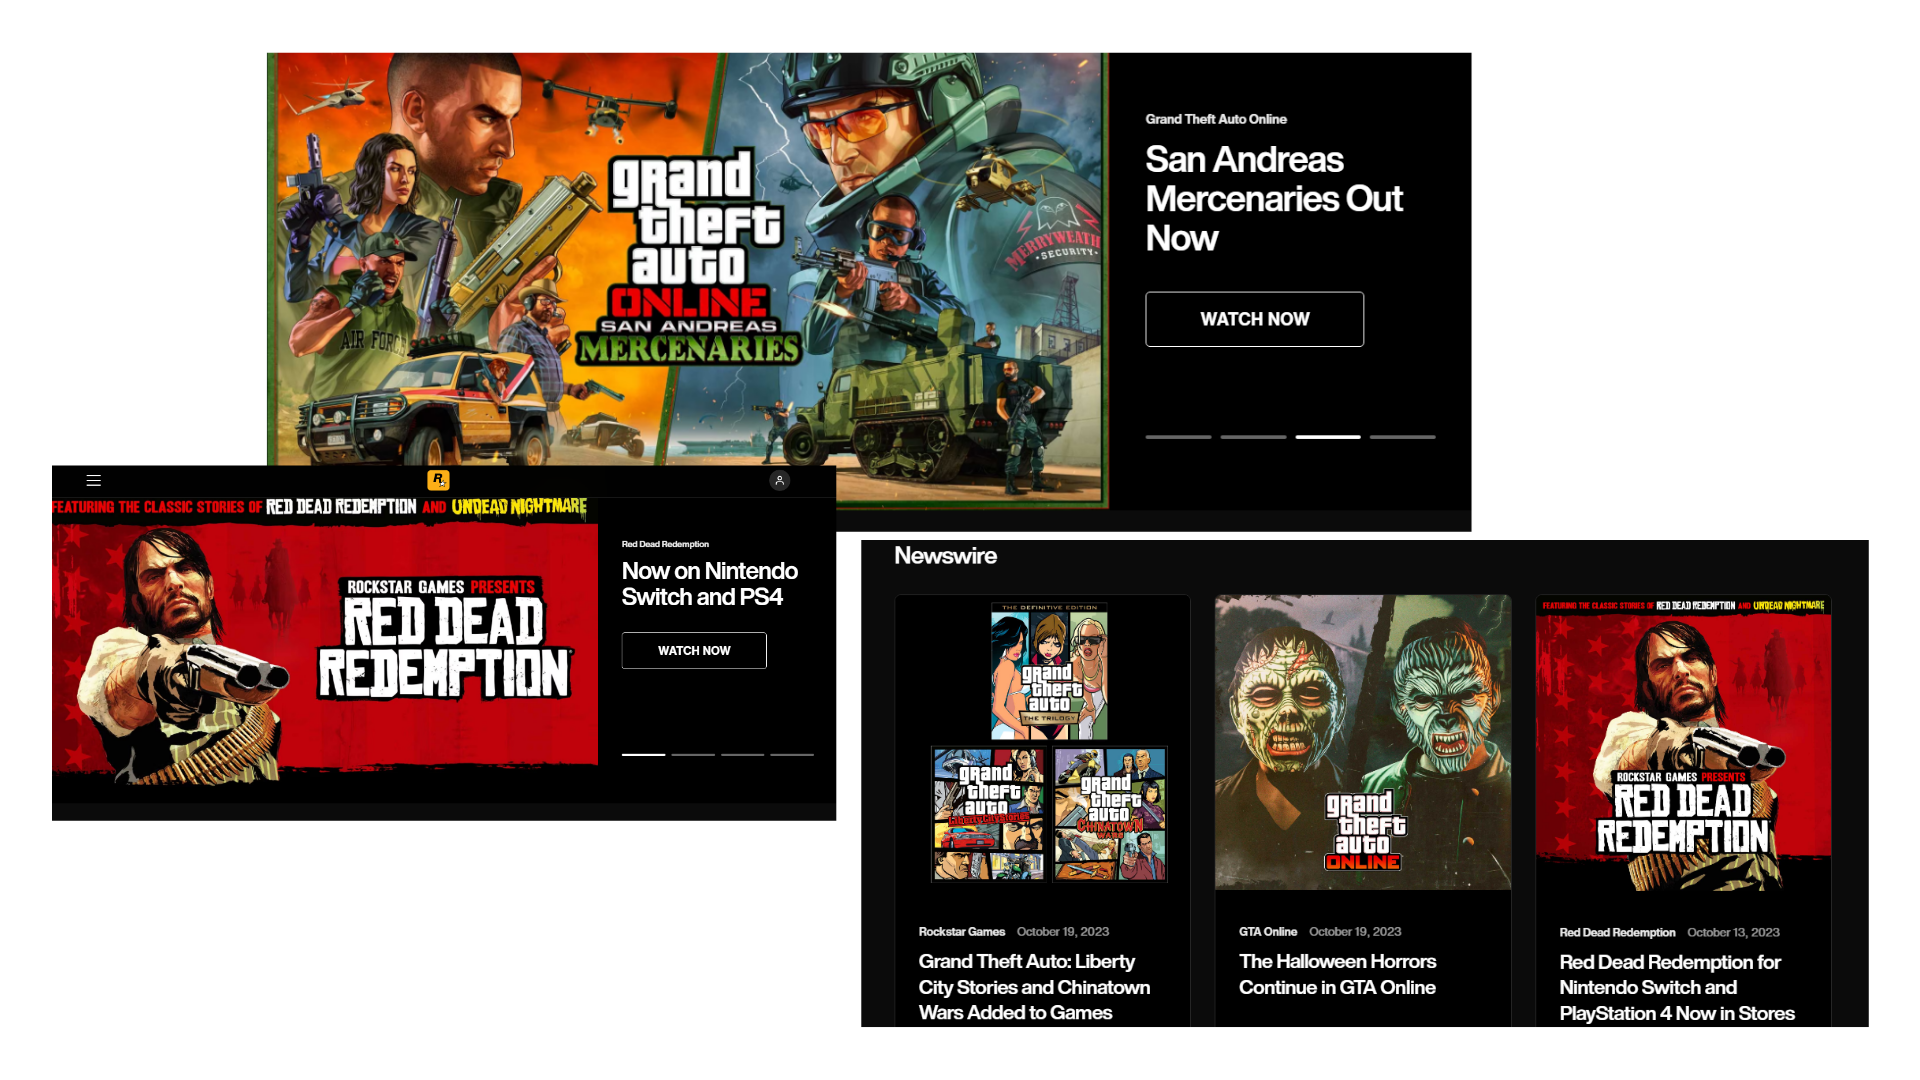 Grand Theft Auto Online
San Andreas
Mercenaries Out
Now
WATCH NOW
grand
theft
auto
ONLINE
SAN ANDREAS
MERCENARIES
MERRYWEATH
·SECURITY·
AIR FORCE
R
FEATURING THE CLASSIC STORIES OF RED DEAD REDEMPTION AND UNDEAD NIGHTMARE
ROCKSTAR GAMES PRESENTS
RED DEAD
REDEMPTION
Red Dead Redemption
Now on Nintendo
Switch and PS4
WATCH NOW
Newswire
THE DEFINITIVE EDITION
grand
theft
auto
THE TRILOGY
grand
theft
auto
Liberty City Stories
grand
theft
auto
CHINATOWN
WARS
Rockstar Games October 19, 2023
Grand Theft Auto: Liberty
City Stories and Chinatown
Wars Added to Games
grand
theft
auto
ONLINE
GTA Online October 19, 2023
The Halloween Horrors
Continue in GTA Online
FEATURING THE CLASSIC STORIES OF RED DEAD REDEMPTION AND UNDEAD NIGHTMARE
ROCKSTAR GAMES PRESENTS
RED DEAD
REDEMPTION
Red Dead Redemption October 13, 2023
Red Dead Redemption for
Nintendo Switch and
PlayStation 4 Now in Stores